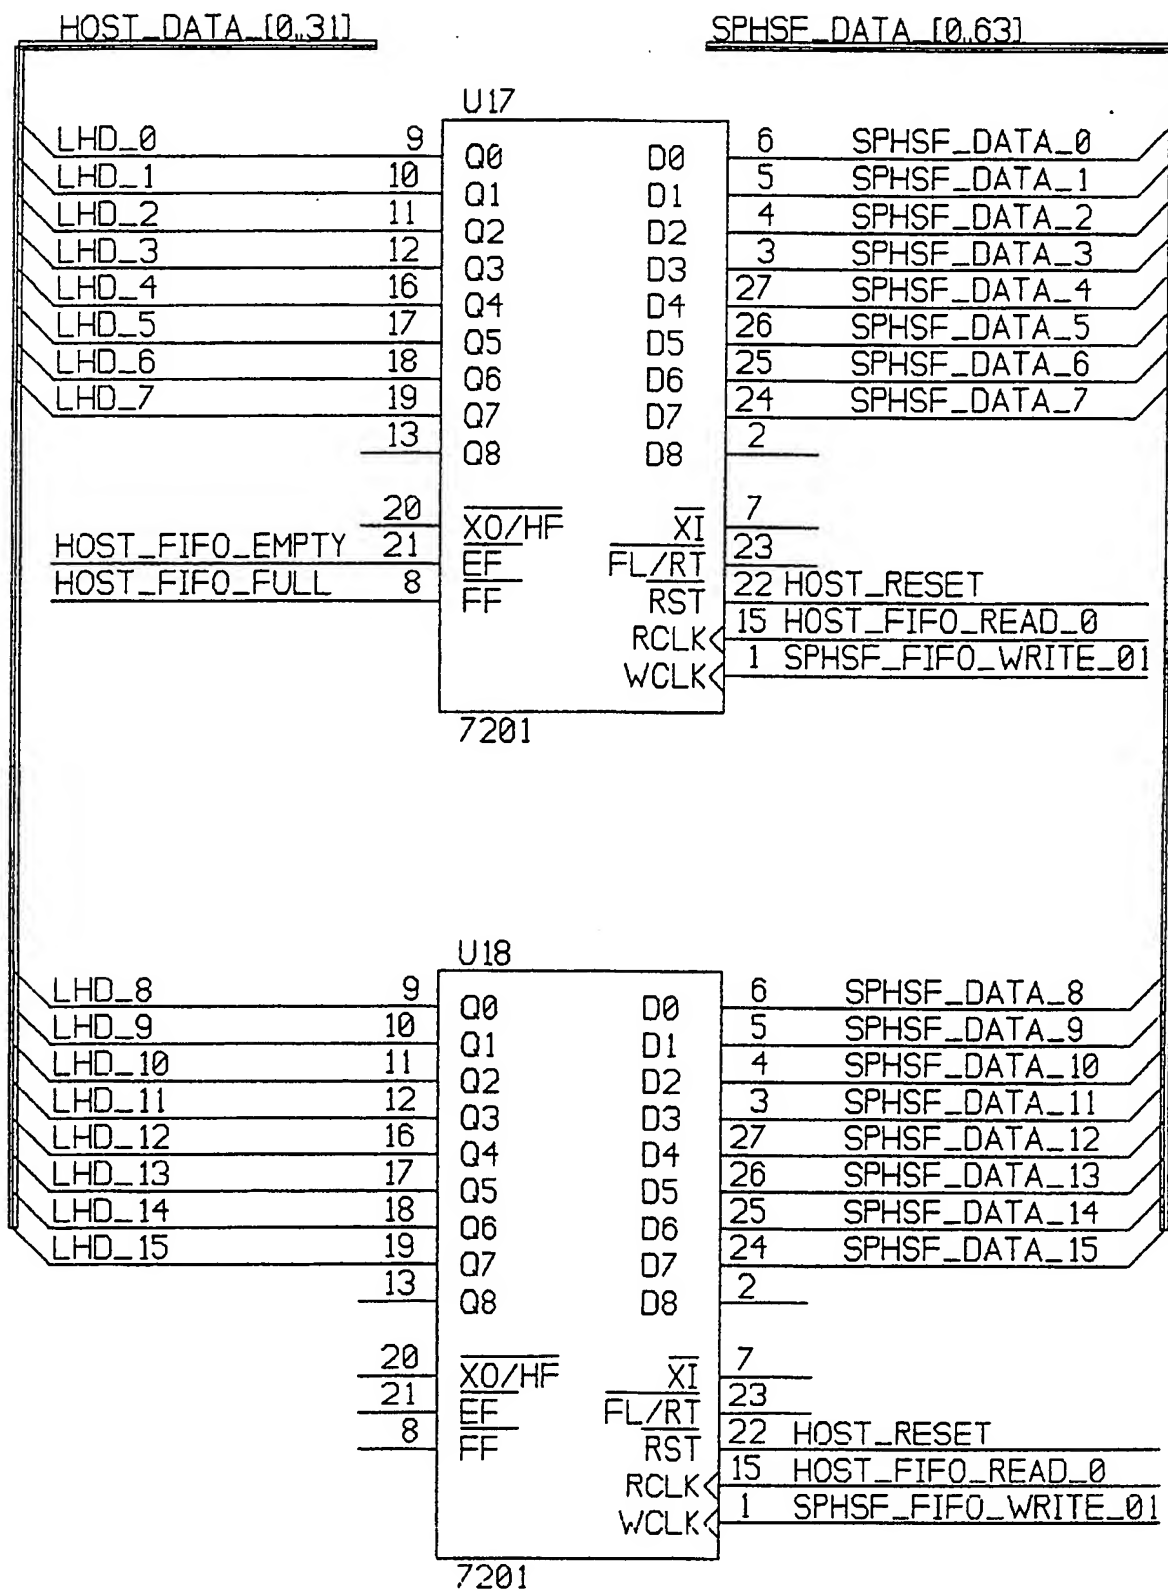 HOST_DATA_[0..31] SPHSF_DATA_[0..63]
U17
LHD_0 9 Q0 D0 6 SPHSF_DATA_0
LHD_1 10 Q1 D1 5 SPHSF_DATA_1
LHD_2 11 Q2 D2 4 SPHSF_DATA_2
LHD_3 12 Q3 D3 3 SPHSF_DATA_3
LHD_4 16 Q4 D4 27 SPHSF_DATA_4
LHD_5 17 Q5 D5 26 SPHSF_DATA_5
LHD_6 18 Q6 D6 25 SPHSF_DATA_6
LHD_7 19 Q7 D7 24 SPHSF_DATA_7
13 Q8 D8 2
20 XO/HF XI 7
HOST_FIFO_EMPTY 21 EF FL/RT 23
HOST_FIFO_FULL 8 FF RST 22 HOST_RESET
RCLK 15 HOST_FIFO_READ_0
WCLK 1 SPHSF_FIFO_WRITE_01
7201
U18
LHD_8 9 Q0 D0 6 SPHSF_DATA_8
LHD_9 10 Q1 D1 5 SPHSF_DATA_9
LHD_10 11 Q2 D2 4 SPHSF_DATA_10
LHD_11 12 Q3 D3 3 SPHSF_DATA_11
LHD_12 16 Q4 D4 27 SPHSF_DATA_12
LHD_13 17 Q5 D5 26 SPHSF_DATA_13
LHD_14 18 Q6 D6 25 SPHSF_DATA_14
LHD_15 19 Q7 D7 24 SPHSF_DATA_15
13 Q8 D8 2
20 XO/HF XI 7
21 EF FL/RT 23
8 FF RST 22 HOST_RESET
RCLK 15 HOST_FIFO_READ_0
WCLK 1 SPHSF_FIFO_WRITE_01
7201